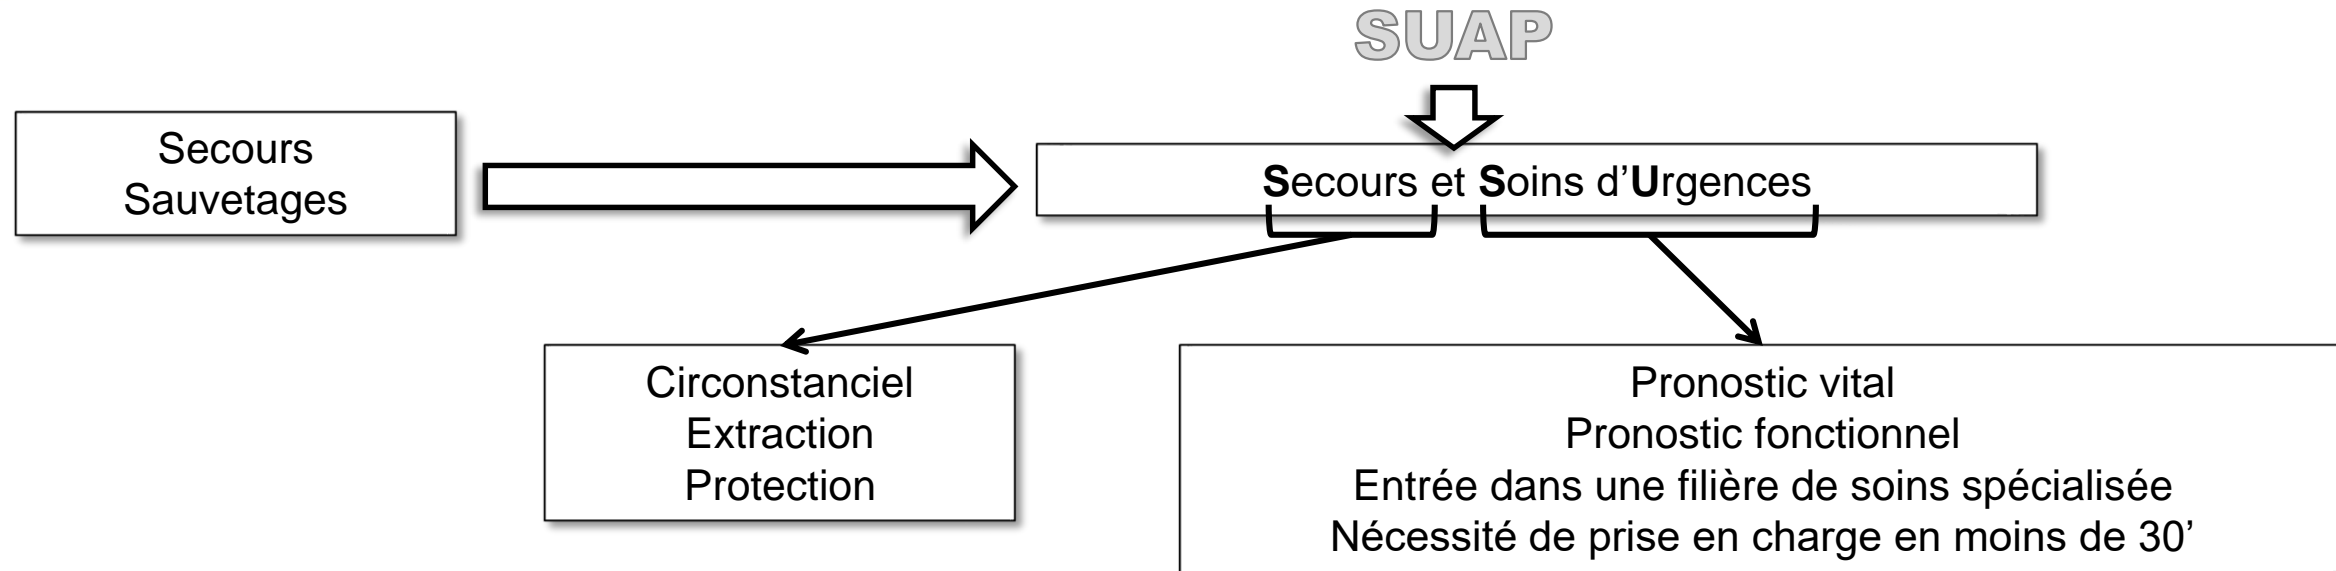 SUAP
Secours
Sauvetages
Secours et Soins d’Urgences
Circonstanciel
Extraction
Protection
Pronostic vital
Pronostic fonctionnel
Entrée dans une filière de soins spécialisée
Nécessité de prise en charge en moins de 30’